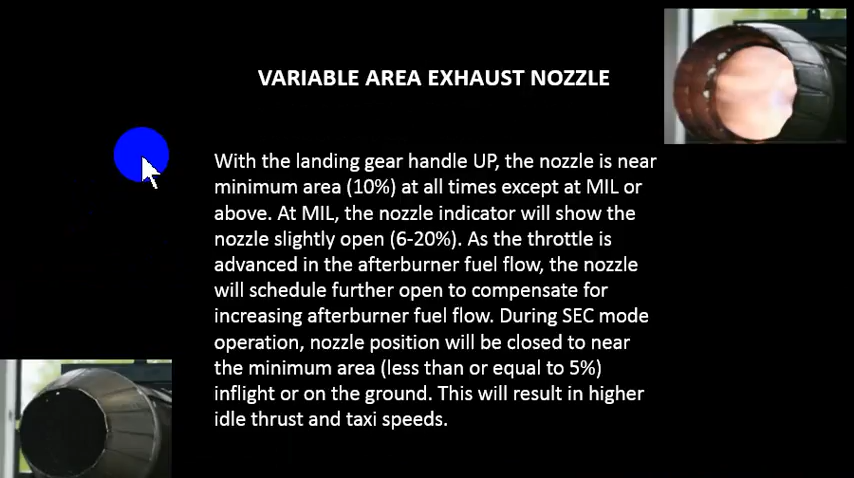 VARIABLE AREA EXHAUST NOZZLE
With the landing gear handle UP, the nozzle is near
minimum area (10%) at all times except at MIL or
above. At MIL, the nozzle indicator will show the
nozzle slightly open (6-20%). As the throttle is
advanced in the afterburner fuel flow, the nozzle
will schedule further open to compensate for
increasing afterburner fuel flow. During SEC mode
operation, nozzle position will be closed to near
the minimum area (less than or equal to 5%)
inflight or on the ground. This will result in higher
idle thrust and taxi speeds.